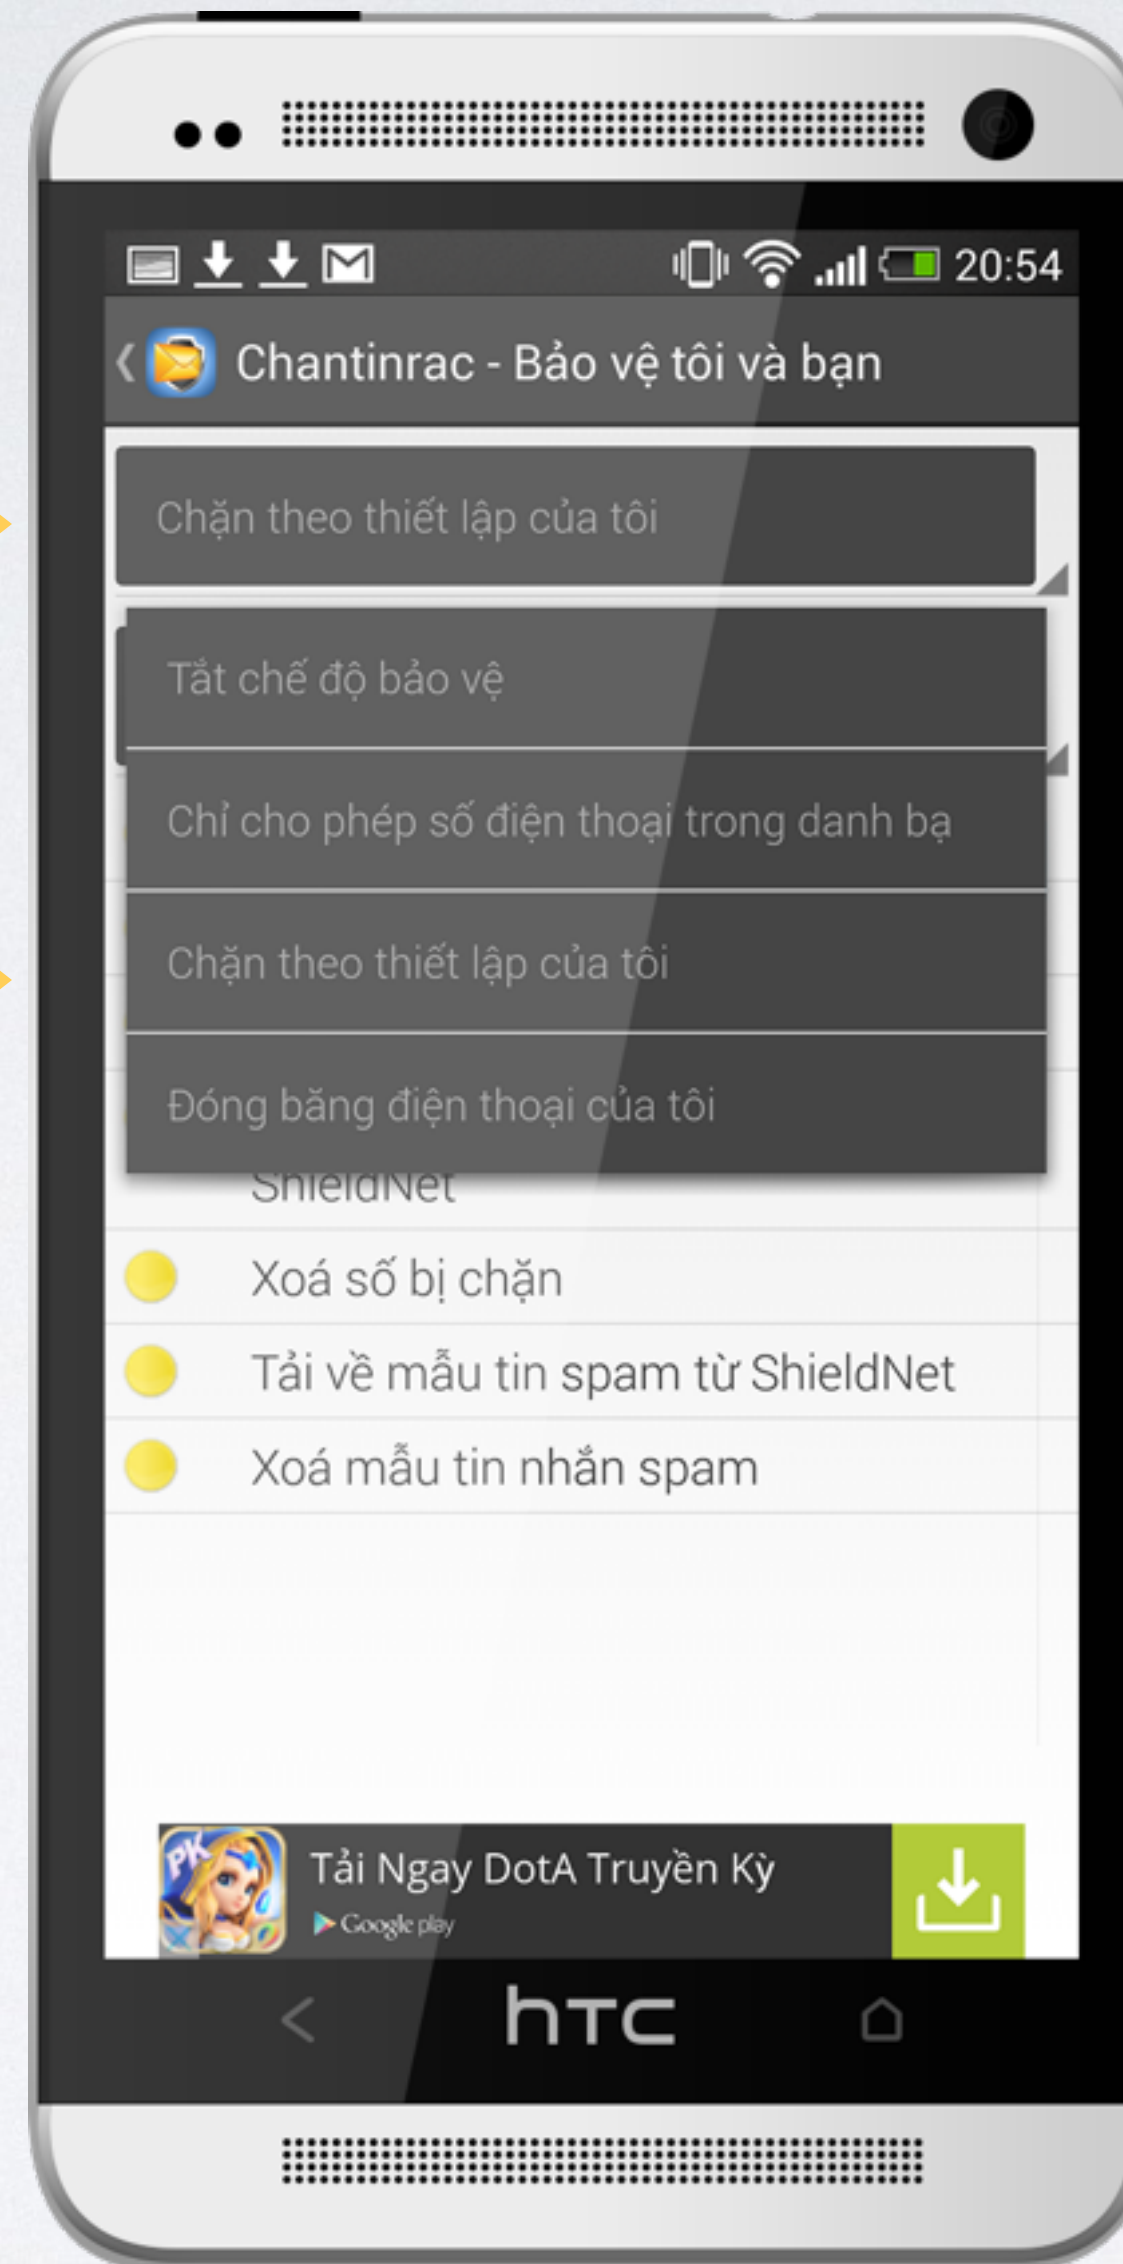 20:54
Chantinrac - Bảo vệ tôi và bạn
Chặn theo thiết lập của tôi
Tắt chế độ bảo vệ
Chỉ cho phép số điện thoại trong danh bạ
Chặn theo thiết lập của tôi
Đóng băng điện thoại của tôi
ShieldNet
Xoá số bị chặn
Tải về mẫu tin spam từ ShieldNet
Xoá mẫu tin nhắn spam
PK
Tải Ngay DotA Truyền Kỳ
Google play
hTC